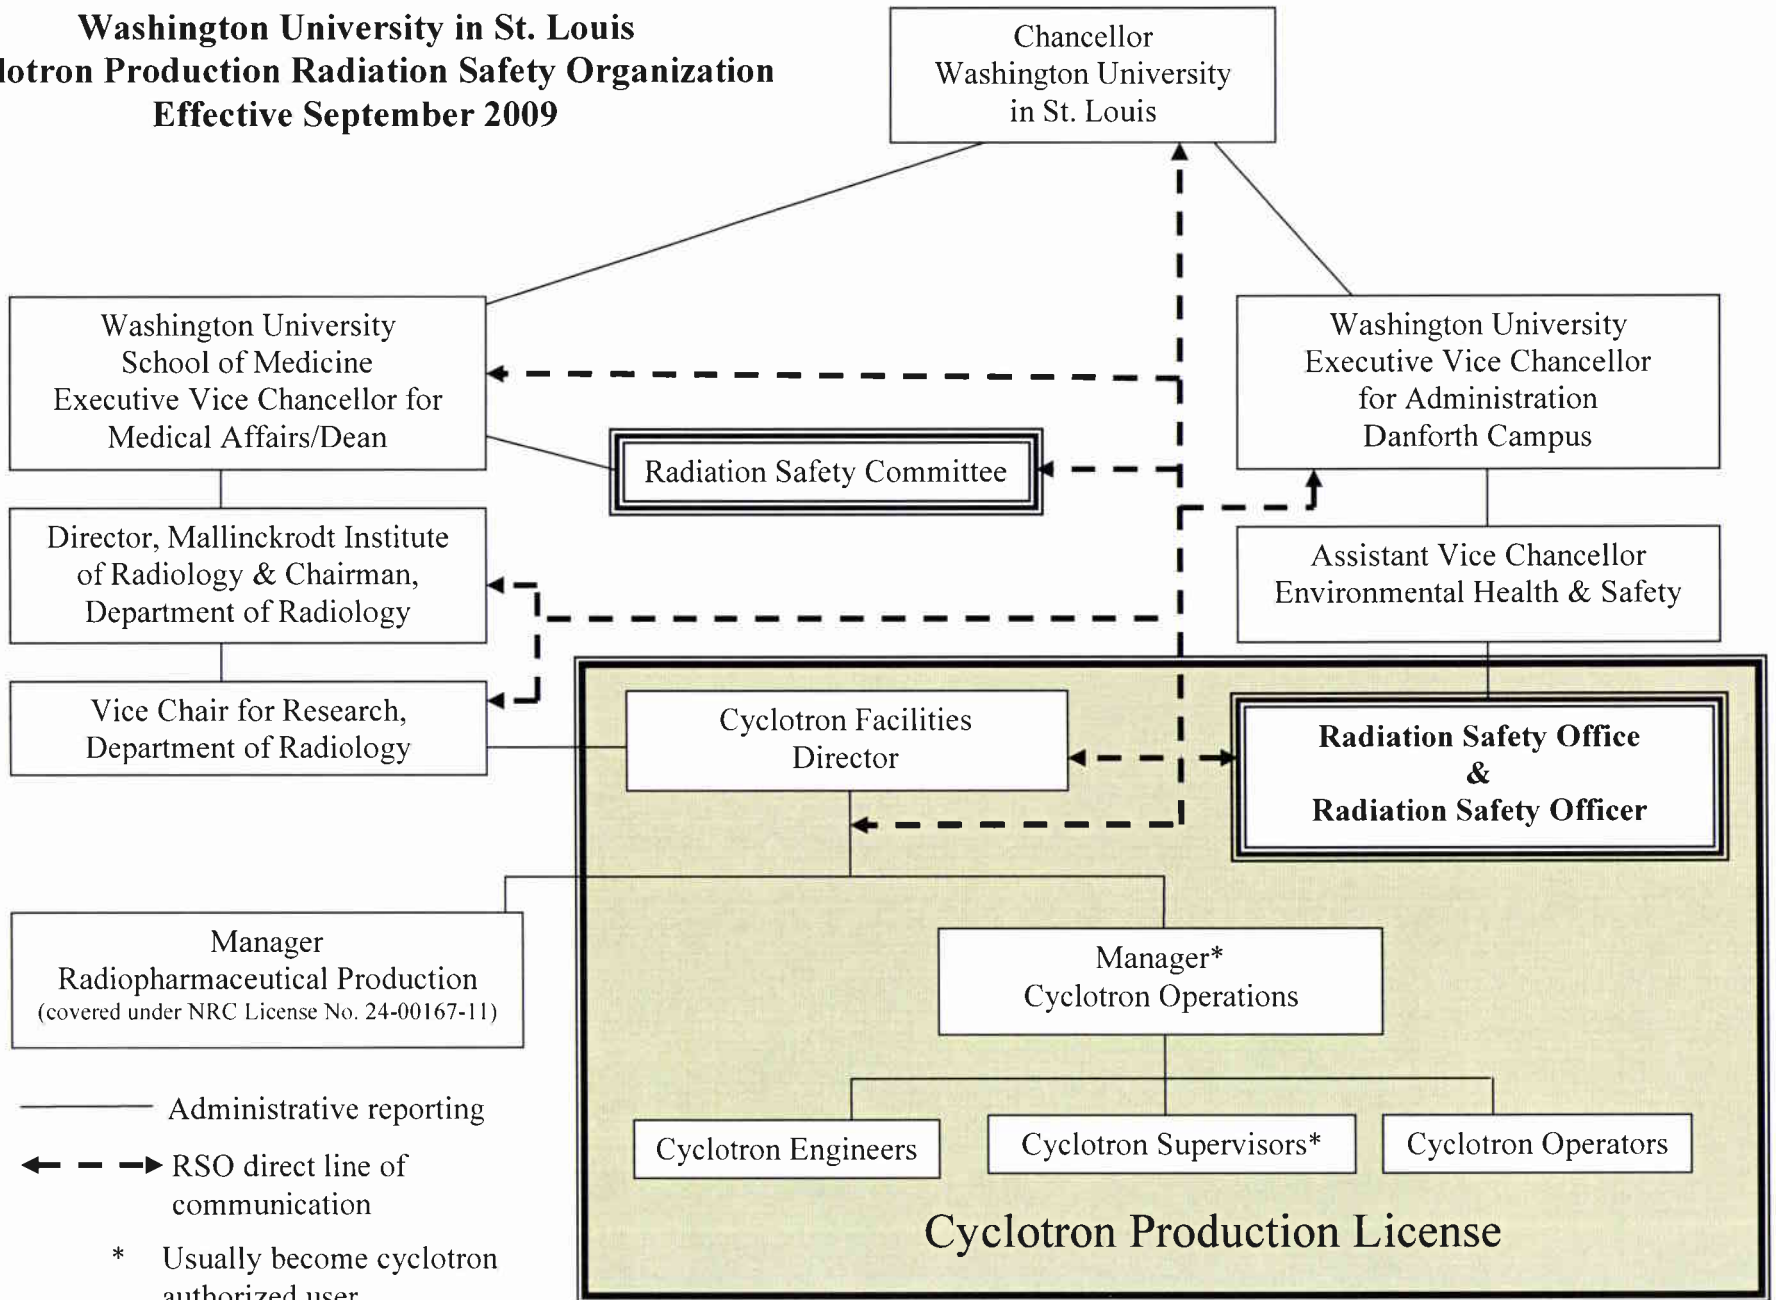 Washington University in St. Louis
lotron Production Radiation Safety Organization
Effective September 2009
Chancellor
Washington University
in St. Louis
Washington University
School of Medicine
Executive Vice Chancellor for
Medical Affairs/Dean
Washington University
Executive Vice Chancellor
for Administration
Danforth Campus
Radiation Safety Committee
Director, Mallinckrodt Institute
of Radiology & Chairman,
Department of Radiology
Assistant Vice Chancellor
Environmental Health & Safety
Vice Chair for Research,
Department of Radiology
Cyclotron Facilities
Director
Radiation Safety Office
&
Radiation Safety Officer
Manager
Radiopharmaceutical Production
(covered under NRC License No. 24-00167-11)
Manager*
Cyclotron Operations
Cyclotron Engineers
Cyclotron Supervisors*
Cyclotron Operators
Cyclotron Production License
Administrative reporting
RSO direct line of
communication
* Usually become cyclotron
authorized user